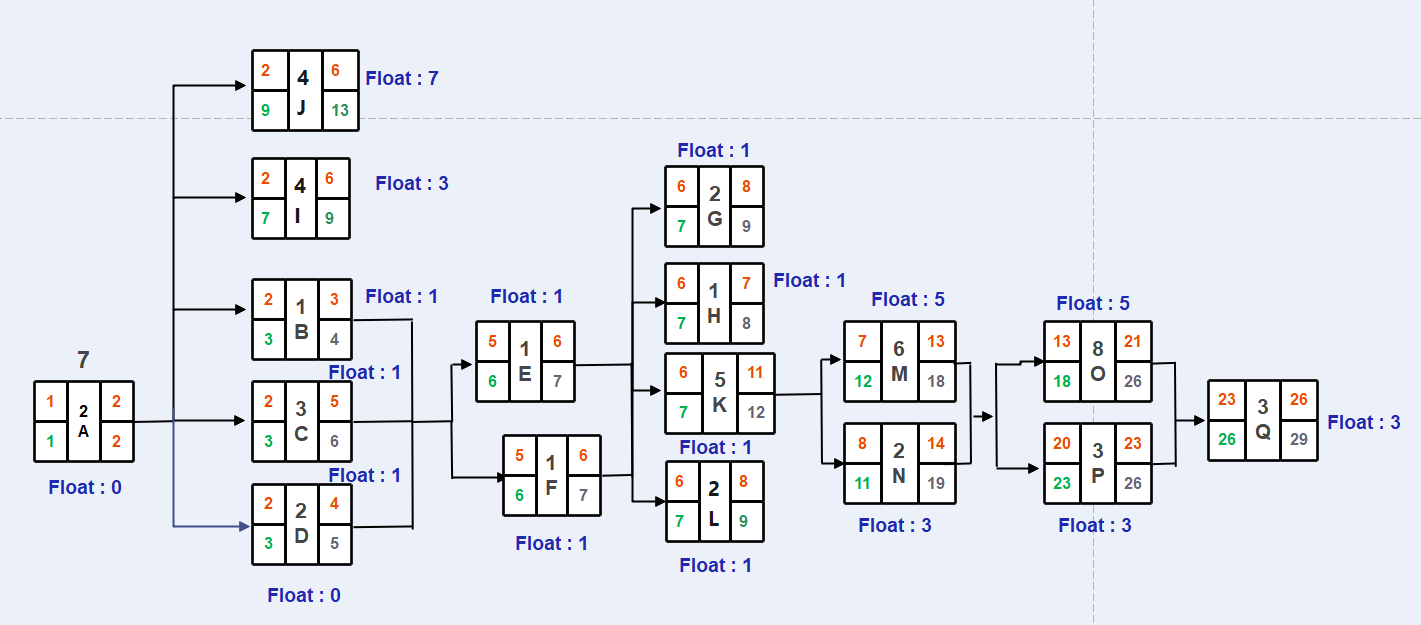 2 4 6
9 J 13
Float : 7
2 4 6
7 I 9
Float : 3
2 1 3
3 B 4
Float : 1
7
1 2 2
1 A 2
Float : 0
Float : 1
2 3 5
3 C 6
Float : 1
2 2 4
3 D 5
Float : 0
Float : 1
5 1 6
6 E 7
5 1 6
6 F 7
Float : 1
Float : 1
6 2 8
7 G 9
6 1 7
7 H 8
Float : 1
6 5 11
7 K 12
Float : 1
6 2 8
7 L 9
Float : 1
Float : 5
7 6 13
12 M 18
8 2 14
11 N 19
Float : 3
Float : 5
13 8 21
18 O 26
20 3 23
23 P 26
Float : 3
23 3 26
26 Q 29
Float : 3